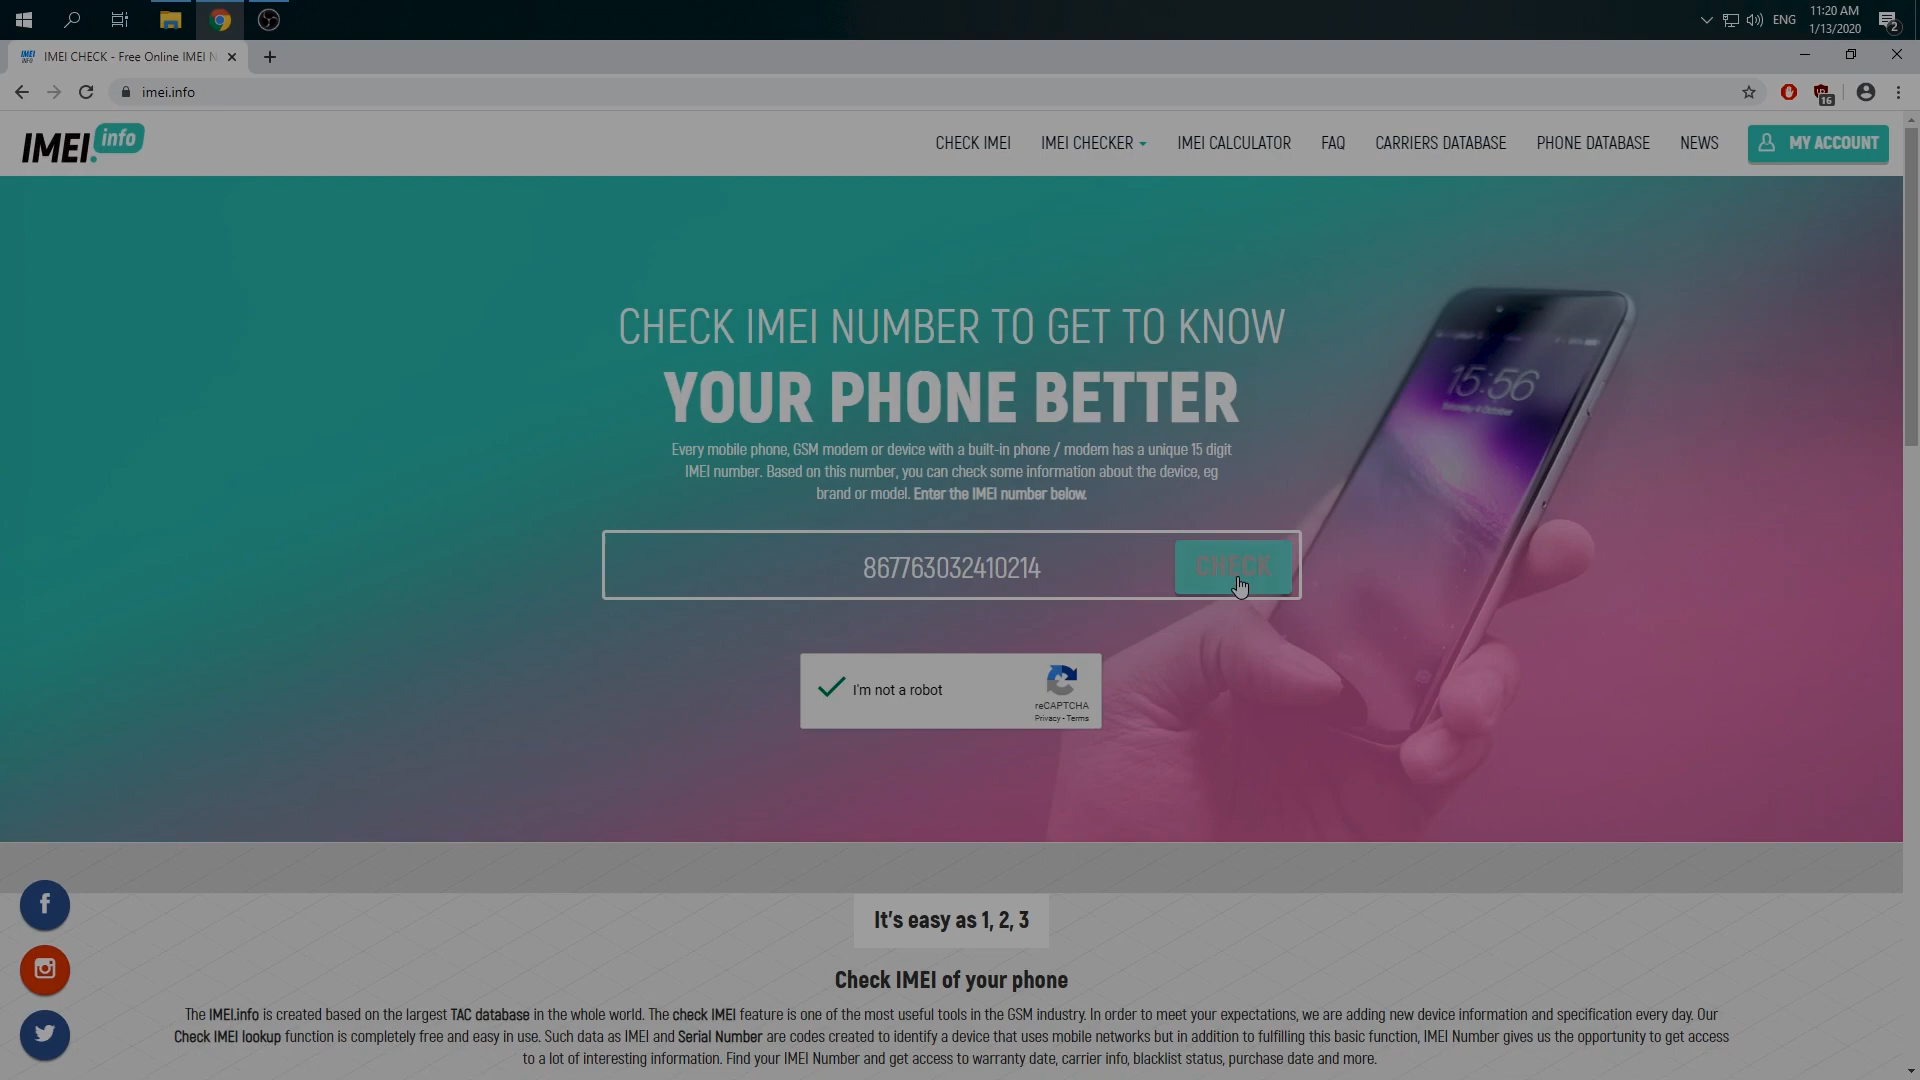 11:20 AM
ENG
1/13/2020
2
IMEI CHECK - Free Online IMEI N
imei.info
16
IMEI.info
CHECK IMEI
IMEI CHECKER
IMEI CALCULATOR
FAQ
CARRIERS DATABASE
PHONE DATABASE
NEWS
MY ACCOUNT
CHECK IMEI NUMBER TO GET TO KNOW
YOUR PHONE BETTER
Every mobile phone, GSM modem or device with a built-in phone / modem has a unique 15 digit
IMEI number. Based on this number, you can check some information about the device, eg
brand or model. Enter the IMEI number below.
15:56
867763032410214
CHECK
I'm not a robot
reCAPTCHA
Privacy - Terms
It's easy as 1, 2, 3
Check IMEI of your phone
The IMEI.info is created based on the largest TAC database in the whole world. The check IMEI feature is one of the most useful tools in the GSM industry. In order to meet your expectations, we are adding new device information and specification every day. Our
Check IMEI lookup function is completely free and easy in use. Such data as IMEI and Serial Number are codes created to identify a device that uses mobile networks but in addition to fulfilling this basic function, IMEI Number gives us the opportunity to get access
to a lot of interesting information. Find your IMEI Number and get access to warranty date, carrier info, blacklist status, purchase date and more.